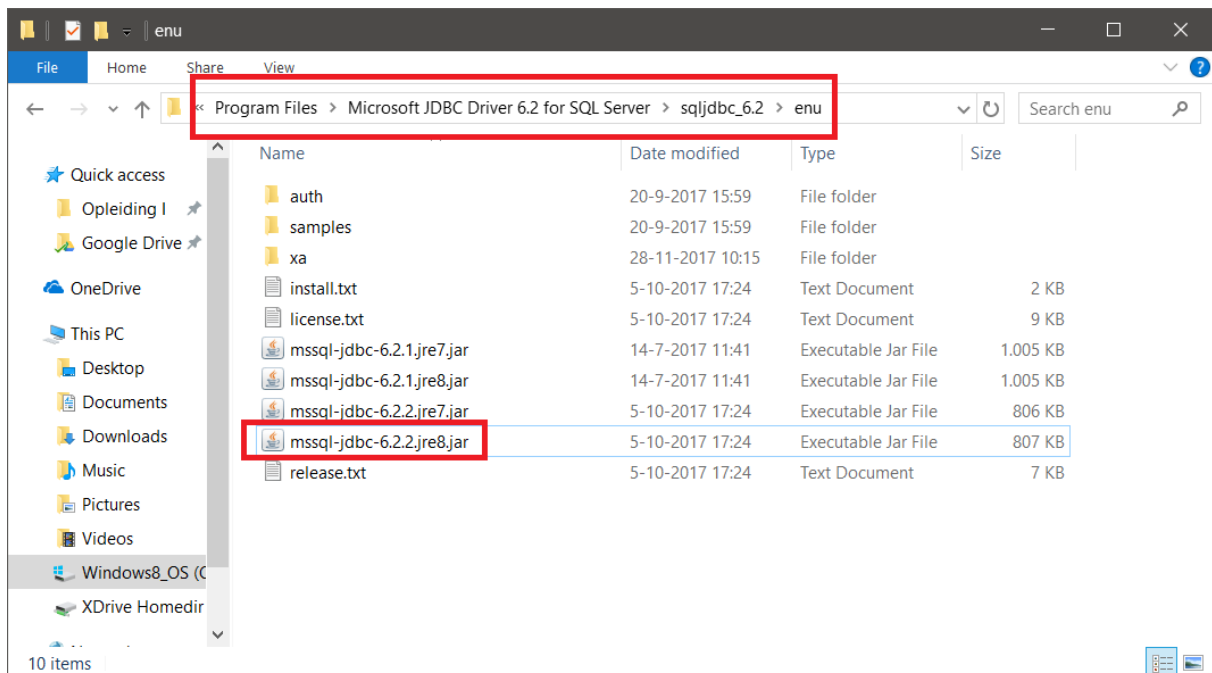 enu
File Home Share View
« Program Files > Microsoft JDBC Driver 6.2 for SQL Server > sqljdbc_6.2 > enu
Search enu
Name Date modified Type Size
Quick access
Opleiding I
Google Drive
OneDrive
This PC
Desktop
Documents
Downloads
Music
Pictures
Videos
Windows8_OS (C
XDrive Homedir
auth 20-9-2017 15:59 File folder
samples 20-9-2017 15:59 File folder
xa 28-11-2017 10:15 File folder
install.txt 5-10-2017 17:24 Text Document 2 KB
license.txt 5-10-2017 17:24 Text Document 9 KB
mssql-jdbc-6.2.1.jre7.jar 14-7-2017 11:41 Executable Jar File 1.005 KB
mssql-jdbc-6.2.1.jre8.jar 14-7-2017 11:41 Executable Jar File 1.005 KB
mssql-jdbc-6.2.2.jre7.jar 5-10-2017 17:24 Executable Jar File 806 KB
mssql-jdbc-6.2.2.jre8.jar 5-10-2017 17:24 Executable Jar File 807 KB
release.txt 5-10-2017 17:24 Text Document 7 KB
10 items